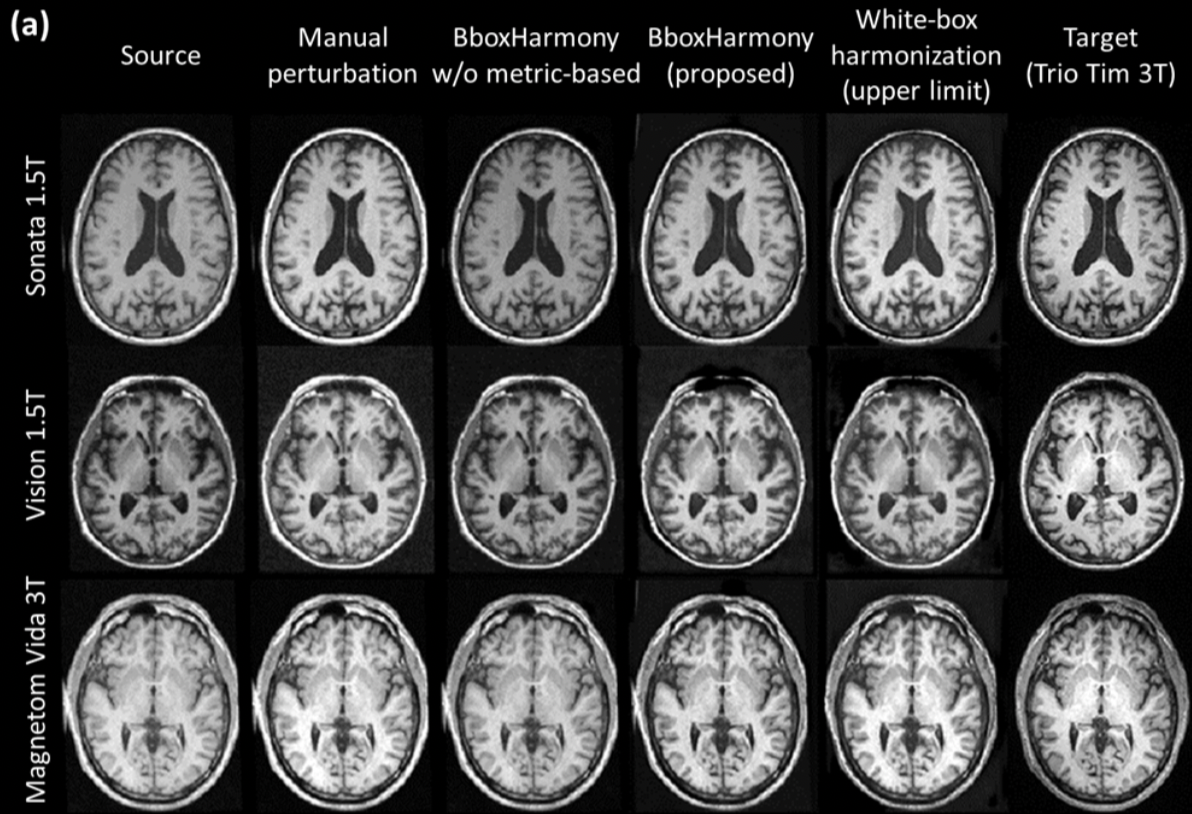 (a)
Source
Manual
perturbation
BboxHarmony
w/o metric-based
BboxHarmony
(proposed)
White-box
harmonization
(upper limit)
Target
(Trio Tim 3T)
Sonata 1.5T
Vision 1.5T
Magnetom Vida 3T